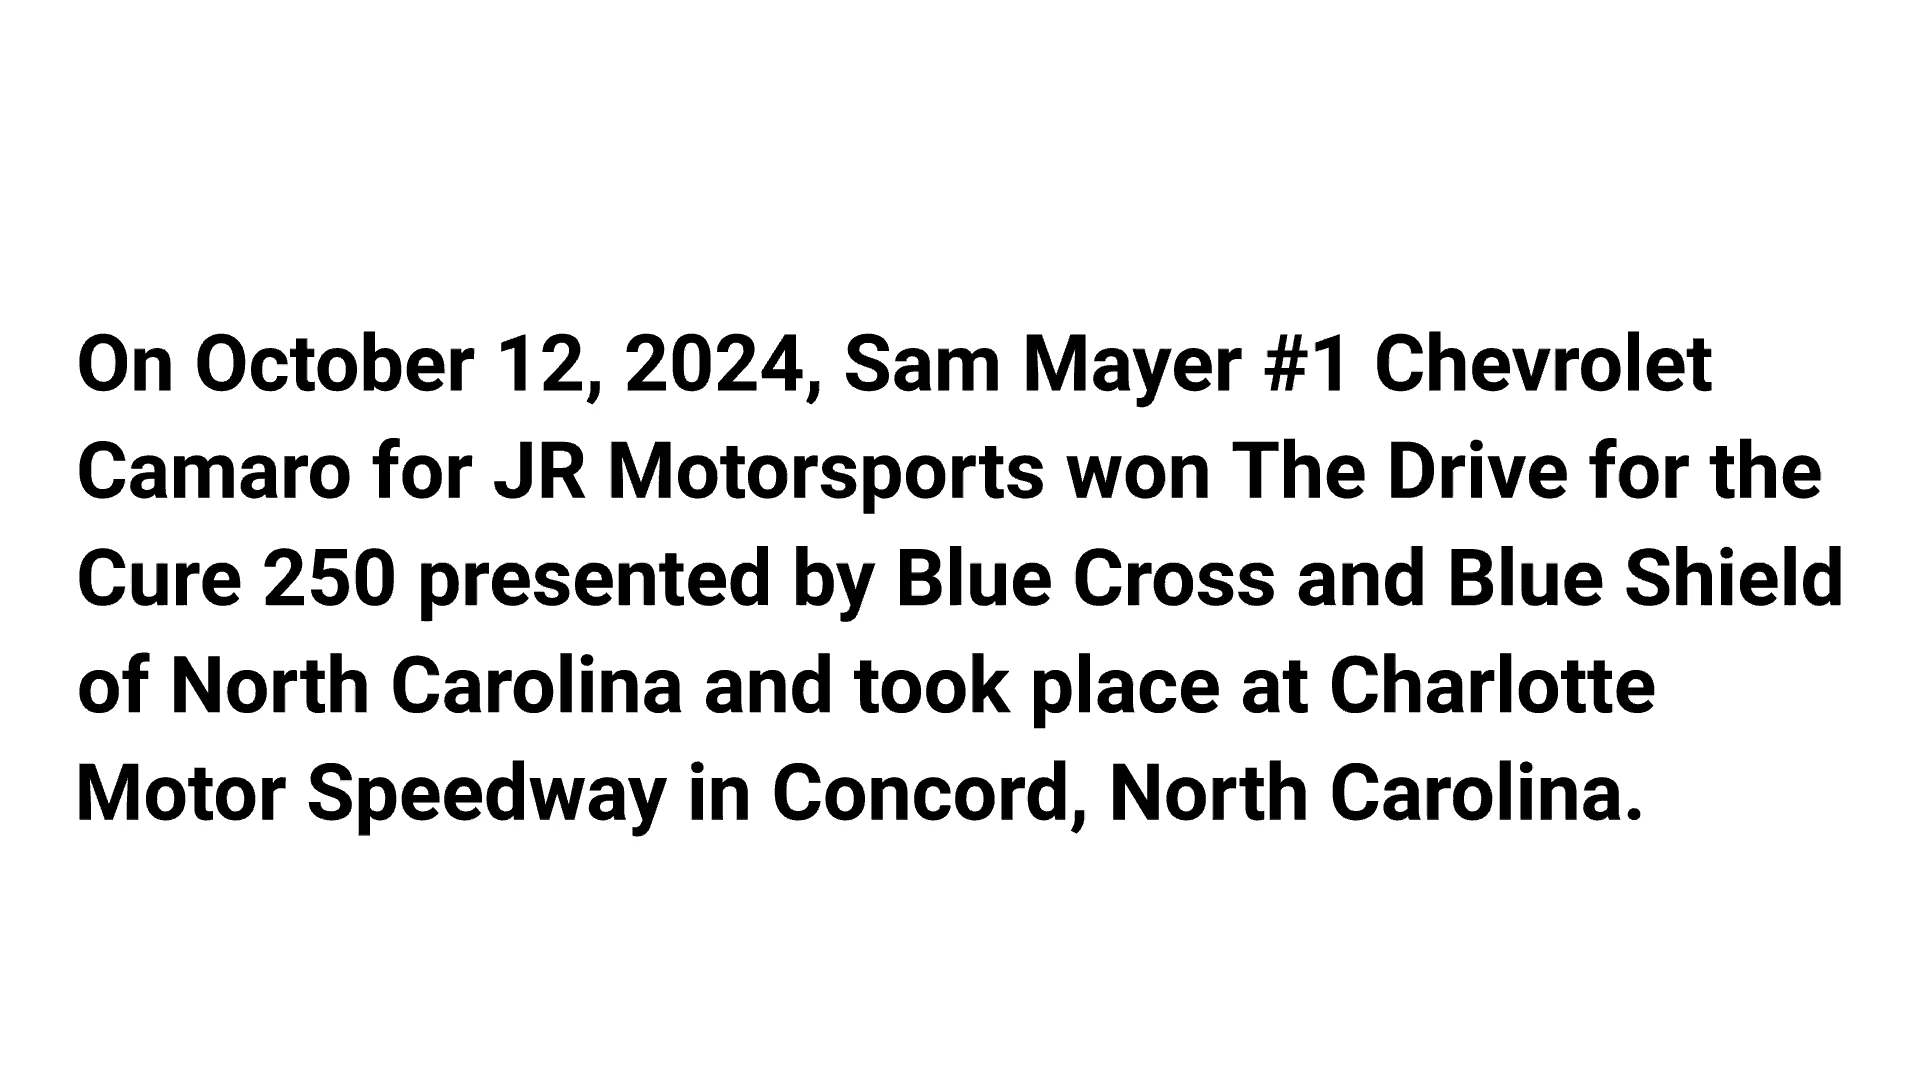 On October 12, 2024, Sam Mayer #1 Chevrolet
Camaro for JR Motorsports won The Drive for the
Cure 250 presented by Blue Cross and Blue Shield
of North Carolina and took place at Charlotte
Motor Speedway in Concord, North Carolina.